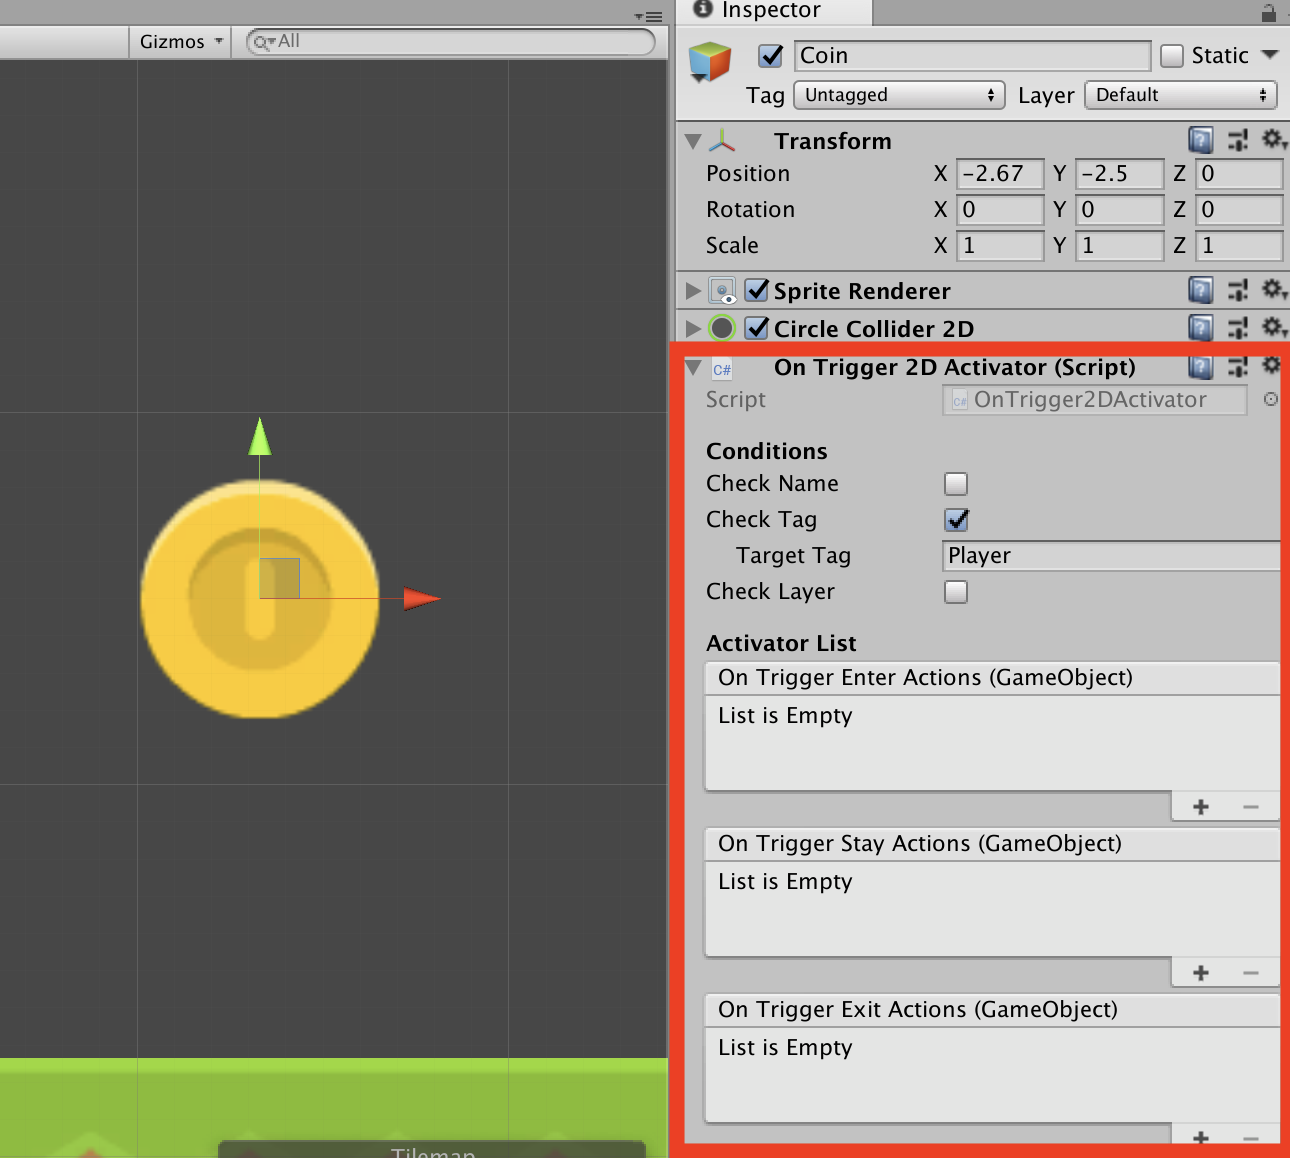 Inspector
Gizmos All
Coin Static
Tag Untagged Layer Default
Transform
Position X -2.67 Y -2.5 Z 0
Rotation X 0 Y 0 Z 0
Scale X 1 Y 1 Z 1
Sprite Renderer
Circle Collider 2D
C# On Trigger 2D Activator (Script)
Script C# OnTrigger2DActivator
Conditions
Check Name
Check Tag
Target Tag Player
Check Layer
Activator List
On Trigger Enter Actions (GameObject)
List is Empty
On Trigger Stay Actions (GameObject)
List is Empty
On Trigger Exit Actions (GameObject)
List is Empty
Tilemap